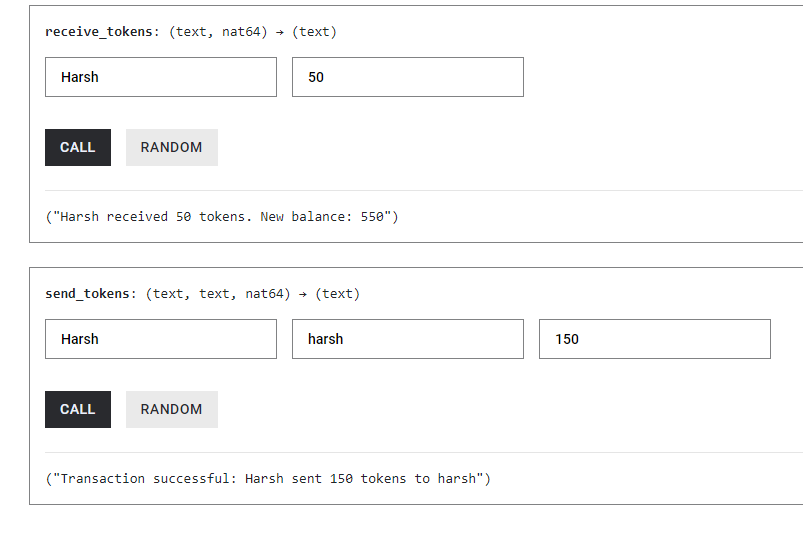 receive_tokens: (text, nat64) → (text)
Harsh 50
CALL RANDOM
("Harsh received 50 tokens. New balance: 550")
send_tokens: (text, text, nat64) → (text)
Harsh harsh 150
CALL RANDOM
("Transaction successful: Harsh sent 150 tokens to harsh")